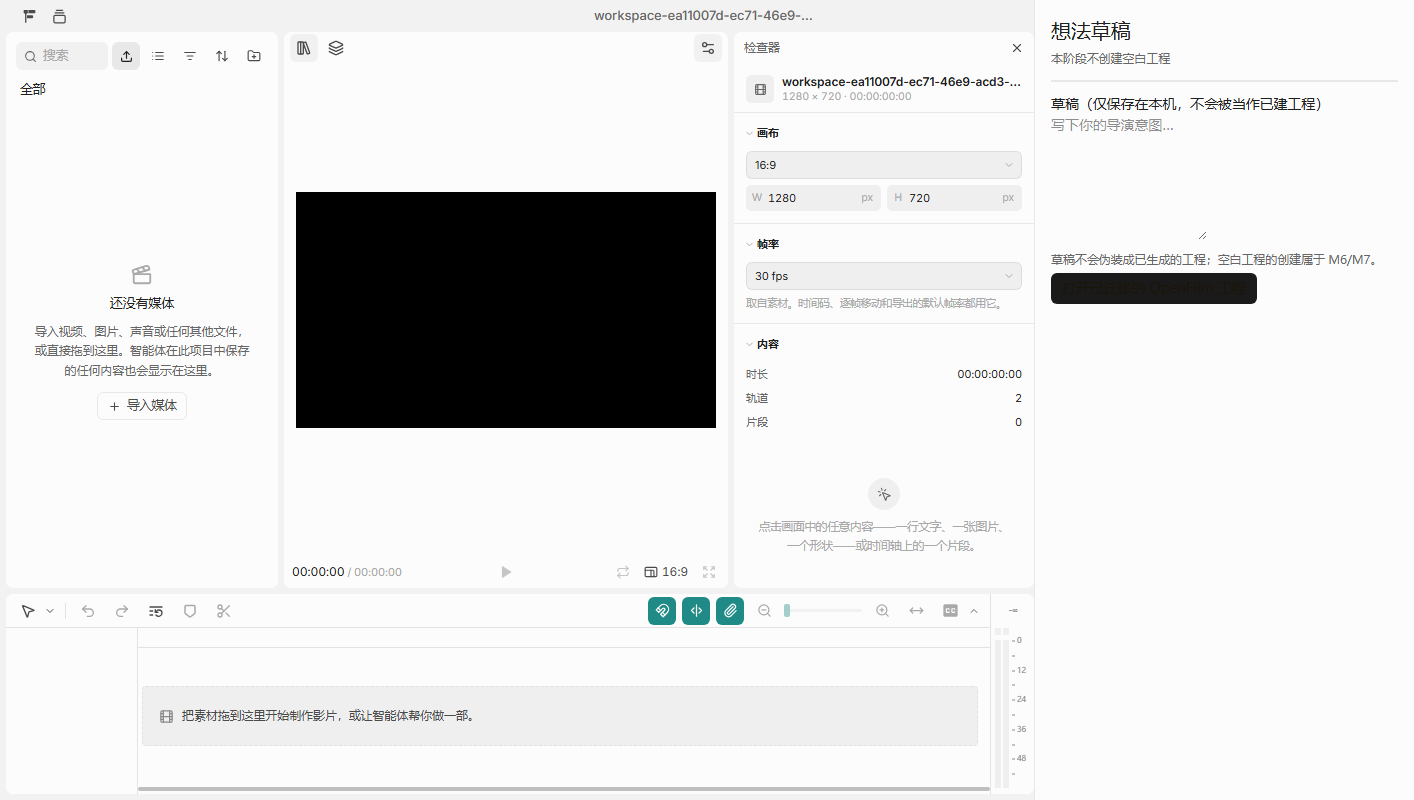 workspace-ea11007d-ec71-46e9-...
搜索
全部
还没有媒体
导入视频、图片、声音或任何其他文件，
或直接拖到这里。智能体在此项目中保存
的任何内容也会显示在这里。
导入媒体
00:00:00 / 00:00:00
16:9
检查器
workspace-ea11007d-ec71-46e9-acd3-...
1280 × 720 · 00:00:00:00
画布
16:9
W 1280 px
H 720 px
帧率
30 fps
取自素材。时间码、逐帧移动和导出的默认帧率都用它。
内容
时长 00:00:00:00
轨道 2
片段 0
点击画面中的任意内容——一行文字、一张图片、
一个形状——或时间轴上的一个片段。
想法草稿
本阶段不创建空白工程
草稿（仅保存在本机，不会被当作已建工程）
写下你的导演意图...
草稿不会伪装成已生成的工程；空白工程的创建属于 M6/M7。
CC
-∞
-0
-12
-24
-36
-48
把素材拖到这里开始制作影片，或让智能体帮你做一部。